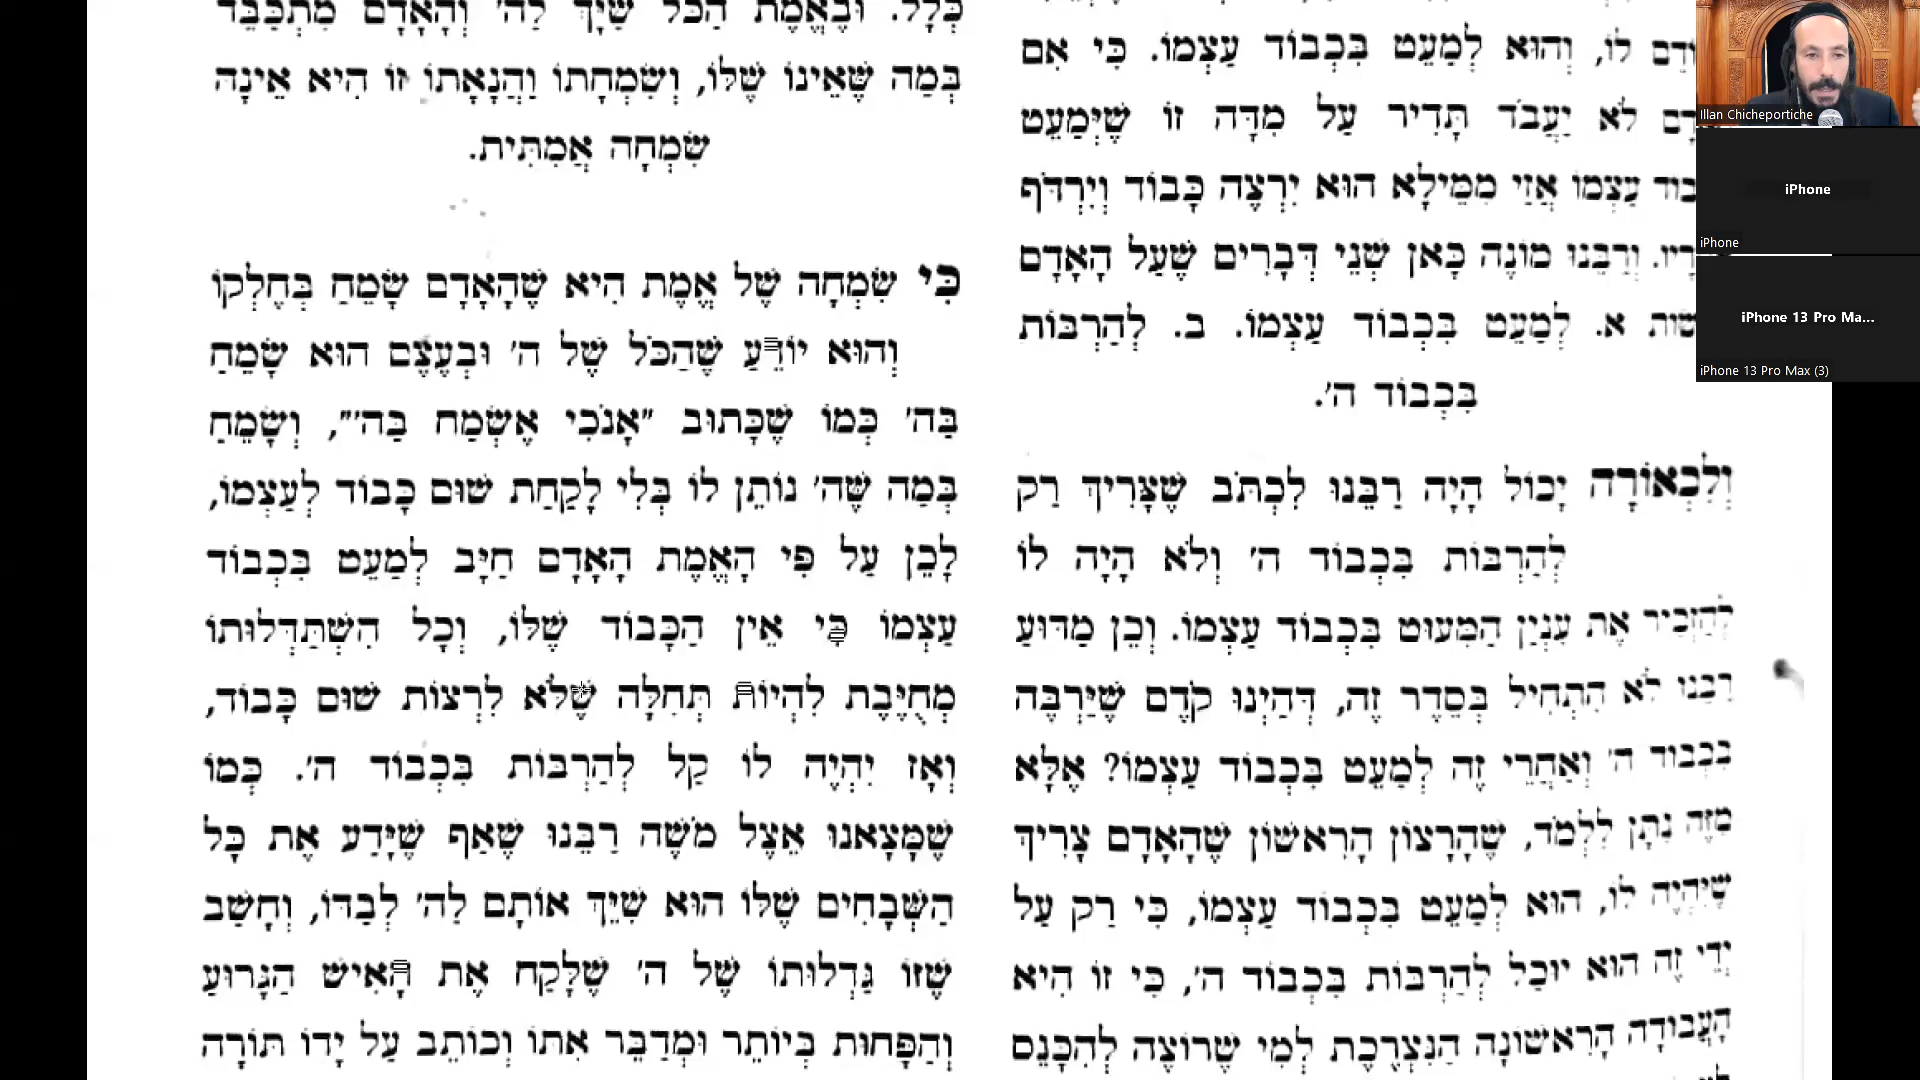 לוֹ, וְהוּא לְמַעֵט בִּכְבוֹד עַצְמוֹ. כִּי אִם
לֹא יַעֲבֹד תָּדִיר עַל מִדָּה זוֹ שֶׁיְּמַעֵט
עַצְמוֹ אֲזַי מִמֵּילָא הוּא יִרְצֶה כָּבוֹד וְיִרְדֹּף
וְרַבֵּנוּ מוֹנֶה כָּאן שְׁנֵי דְּבָרִים שֶׁעַל הָאָדָם
א. לְמַעֵט בִּכְבוֹד עַצְמוֹ. ב. לְהַרְבּוֹת
בִּכְבוֹד ה'.
וְלִכְאוֹרָה יָכוֹל הָיָה רַבֵּנוּ לִכְתֹּב שֶׁצָּרִיךְ רַק
לְהַרְבּוֹת בִּכְבוֹד ה' וְלֹא הָיָה לוֹ
לְהַזְכִּיר אֶת עִנְיַן הַמִּעוּט בִּכְבוֹד עַצְמוֹ. וְכֵן מַדּוּעַ
רַבֵּנוּ לֹא הִתְחִיל בְּסֵדֶר זֶה, דְּהַיְנוּ קֹדֶם שֶׁיַּרְבֶּה
בִּכְבוֹד ה' וְאַחֲרֵי זֶה לְמַעֵט בִּכְבוֹד עַצְמוֹ? אֶלָּא
מִזֶּה נִתָּן לִלְמֹד, שֶׁהָרָצוֹן הָרִאשׁוֹן שֶׁהָאָדָם צָרִיךְ
שֶׁיִּהְיֶה לוֹ, הוּא לְמַעֵט בִּכְבוֹד עַצְמוֹ, כִּי רַק עַל
יְדֵי זֶה הוּא יוּכַל לְהַרְבּוֹת בִּכְבוֹד ה', כִּי זוֹ הִיא
הָעֲבוֹדָה הָרִאשׁוֹנָה הַנִּצְרֶכֶת לְמִי שֶׁרוֹצֶה לְהִכָּנֵס
כְּלָל. וּבֶאֱמֶת הַכֹּל שַׁיָּךְ לַה' וְהָאָדָם מִתְכַּבֵּד
בְּמַה שֶּׁאֵינוֹ שֶׁלּוֹ, וְשִׂמְחָתוֹ וַהֲנָאָתוֹ זוֹ הִיא אֵינָהּ
שִׂמְחָה אֲמִתִּית.
כִּי שִׂמְחָה שֶׁל אֱמֶת הִיא שֶׁהָאָדָם שָׂמֵחַ בְּחֶלְקוֹ
וְהוּא יוֹדֵעַ שֶׁהַכֹּל שֶׁל ה' וּבְעֶצֶם הוּא שָׂמֵחַ
בַּה' כְּמוֹ שֶׁכָּתוּב "אָנֹכִי אֶשְׂמַח בַּה'", וְשָׂמֵחַ
בְּמַה שֶּׁה' נוֹתֵן לוֹ בְּלִי לָקַחַת שׁוּם כָּבוֹד לְעַצְמוֹ,
לָכֵן עַל פִּי הָאֱמֶת הָאָדָם חַיָּב לְמַעֵט בִּכְבוֹד
עַצְמוֹ כִּי אֵין הַכָּבוֹד שֶׁלּוֹ, וְכָל הִשְׁתַּדְּלוּתוֹ
מְחֻיֶּבֶת לִהְיוֹת תְּחִלָּה שֶׁלֹּא לִרְצוֹת שׁוּם כָּבוֹד,
וְאָז יִהְיֶה לוֹ קַל לְהַרְבּוֹת בִּכְבוֹד ה'. כְּמוֹ
שֶׁמָּצָאנוּ אֵצֶל מֹשֶׁה רַבֵּנוּ שֶׁאַף שֶׁיָּדַע אֶת כָּל
הַשְּׁבָחִים שֶׁלּוֹ הוּא שִׁיֵּךְ אוֹתָם לַה' לְבַדּוֹ, וְחָשַׁב
שֶׁזּוֹ גַּדְלוּתוֹ שֶׁל ה' שֶׁלָּקַח אֶת הָאִישׁ הַגָּרוּעַ
וְהַפָּחוּת בְּיוֹתֵר וּמְדַבֵּר אִתּוֹ וְכוֹתֵב עַל יָדוֹ תּוֹרָה
Illan Chicheportiche
iPhone
iPhone
iPhone 13 Pro Ma...
iPhone 13 Pro Max (3)